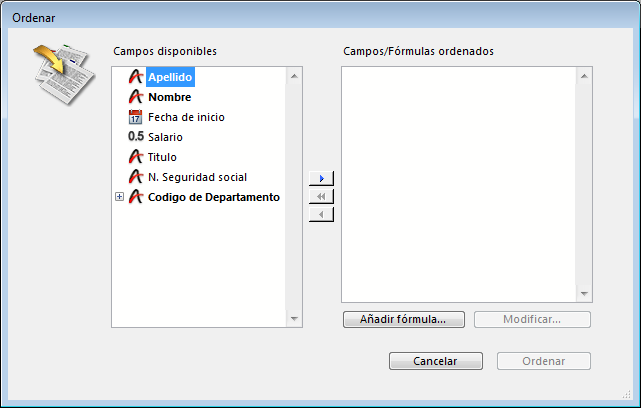 Ordenar
Campos disponibles
Campos/Fórmulas ordenados
Apellido
Nombre
17
Fecha de inicio
0.5 Salario
Titulo
N. Seguridad social
Codigo de Departamento
Añadir fórmula...
Modificar...
Cancelar
Ordenar